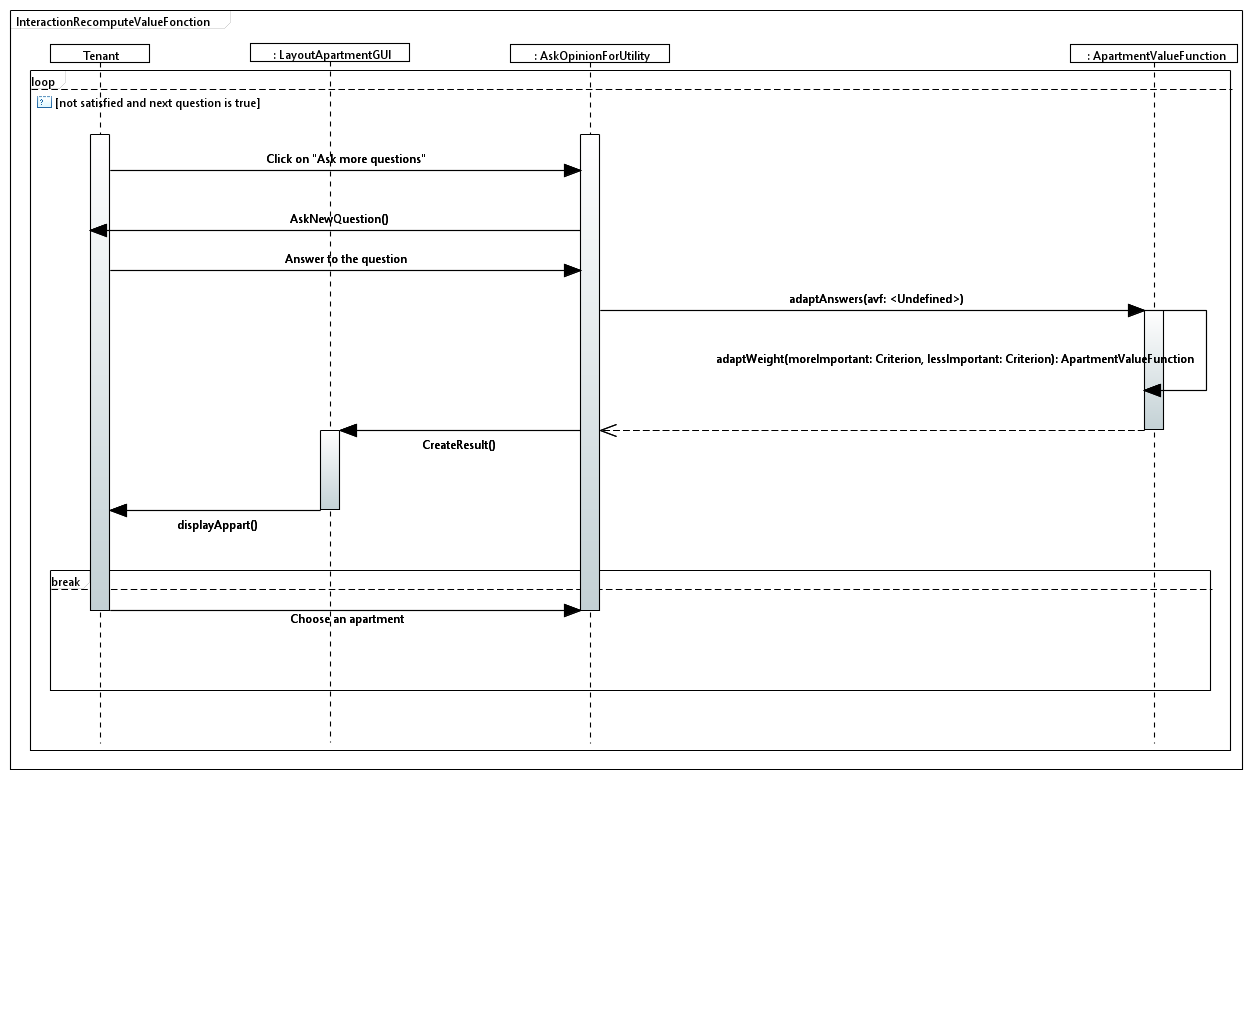 InteractionRecomputeValueFonction
Tenant
: LayoutApartmentGUI
: AskOpinionForUtility
: ApartmentValueFunction
loop
? [not satisfied and next question is true]
Click on "Ask more questions"
AskNewQuestion()
Answer to the question
adaptAnswers(avf: <Undefined>)
adaptWeight(moreImportant: Criterion, lessImportant: Criterion): ApartmentValueFunction
CreateResult()
displayAppart()
break
Choose an apartment